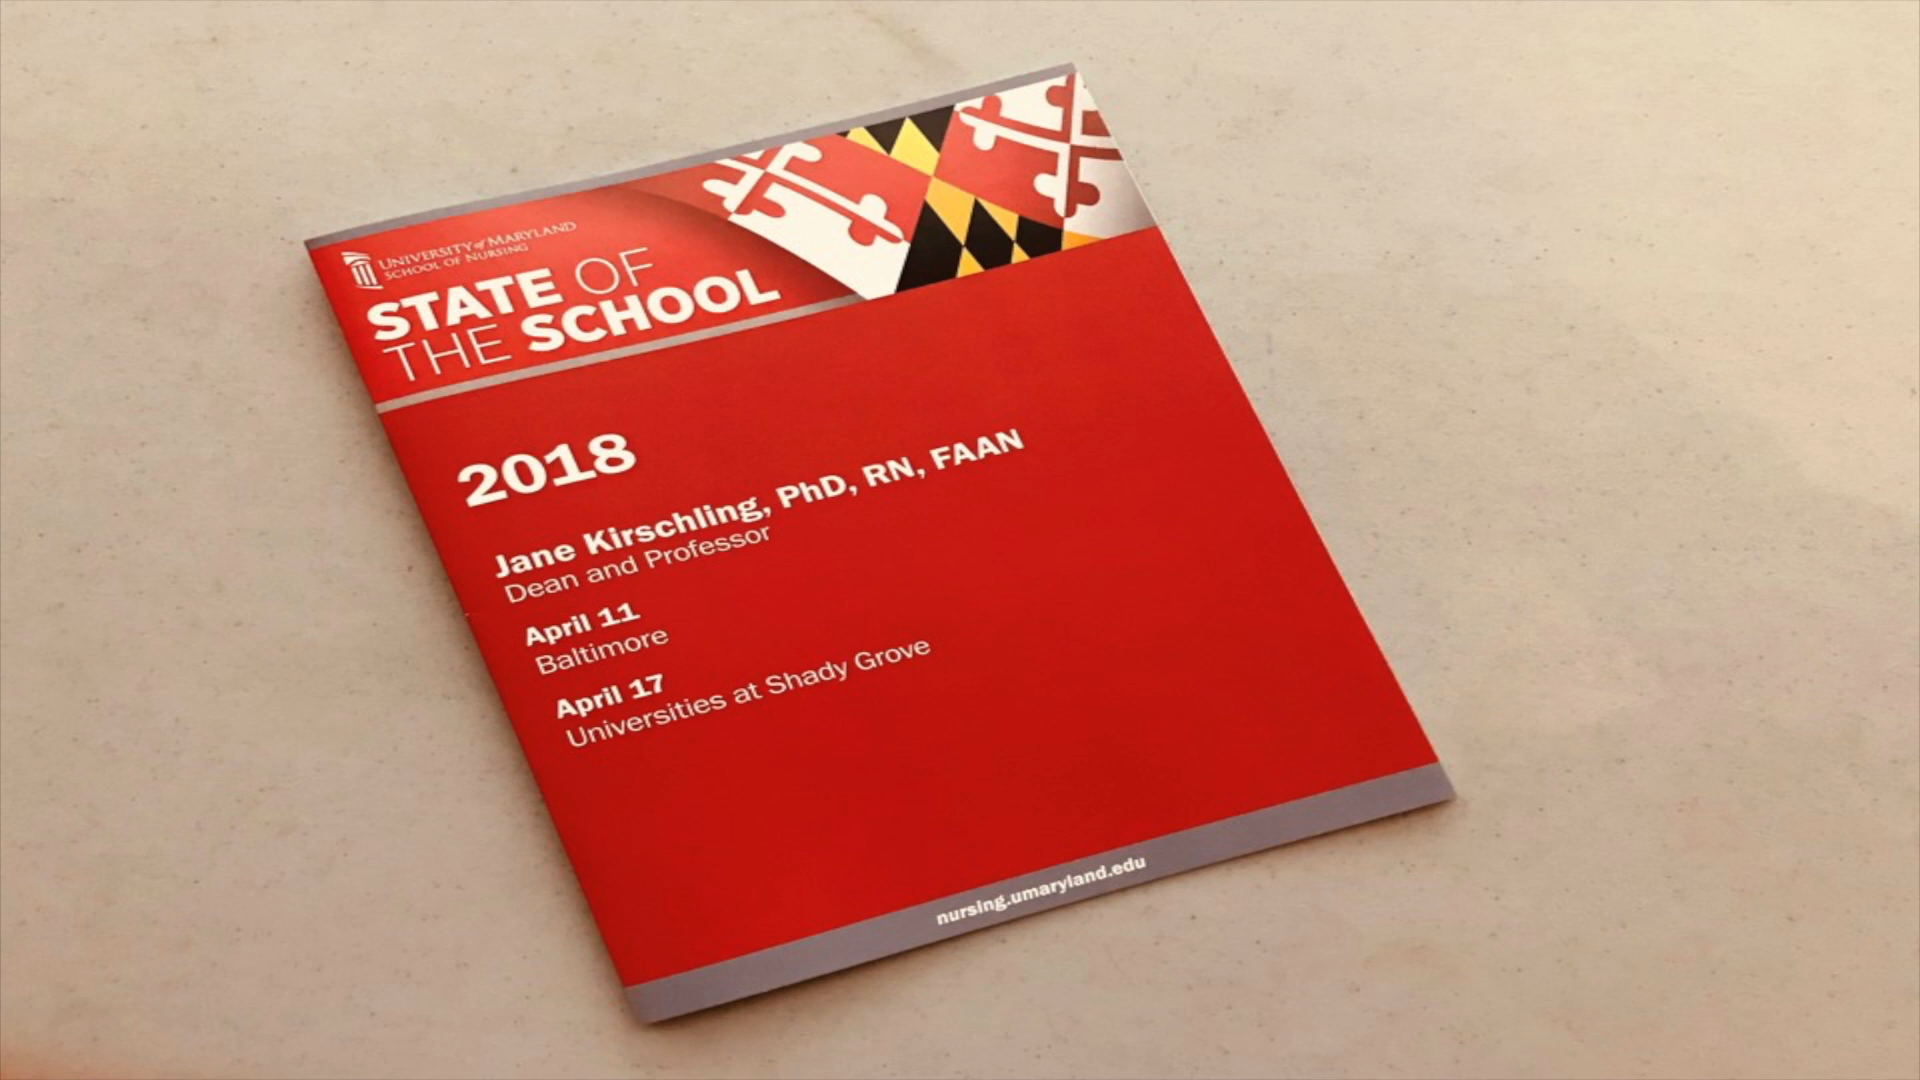 UNIVERSITY of MARYLAND
SCHOOL OF NURSING
STATE OF
THE SCHOOL
2018
Jane Kirschling, PhD, RN, FAAN
Dean and Professor
April 11
Baltimore
April 17
Universities at Shady Grove
nursing.umaryland.edu